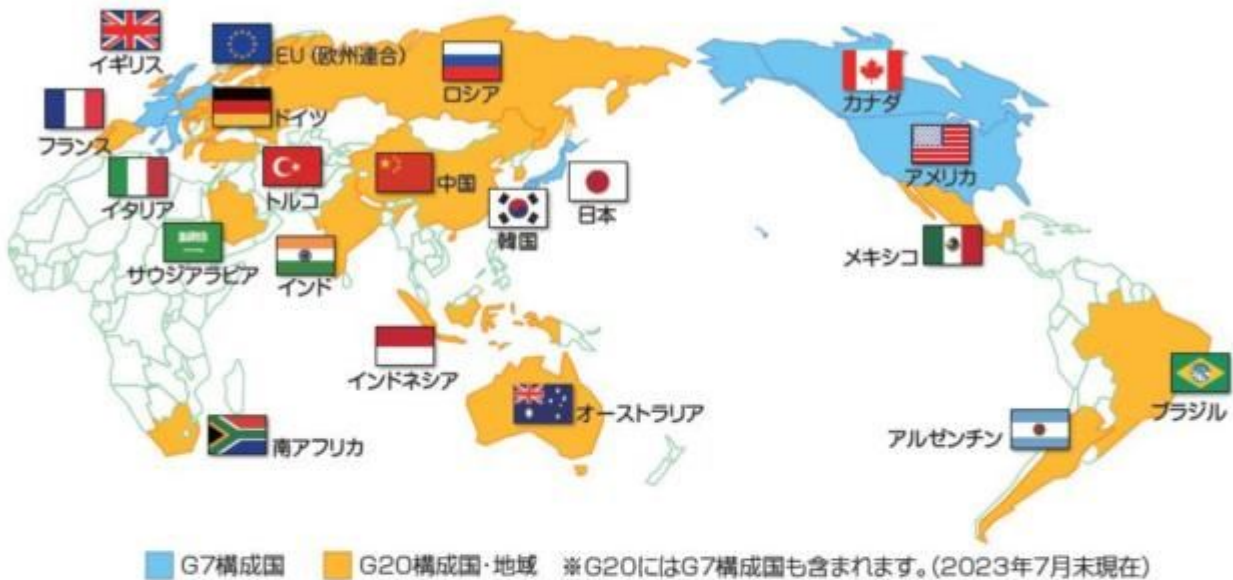 イギリス
EU（欧州連合）
ロシア
カナダ
フランス
ドイツ
アメリカ
イタリア
トルコ
中国
韓国
日本
サウジアラビア
インド
メキシコ
インドネシア
オーストラリア
ブラジル
南アフリカ
アルゼンチン
G7構成国 G20構成国・地域 ※G20にはG7構成国も含まれます。（2023年7月末現在）